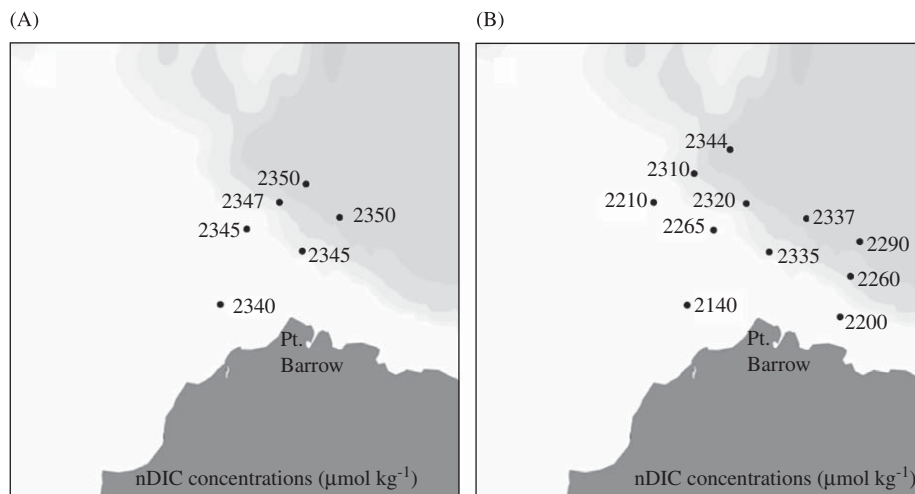 (A)
2350
2347
2350
2345
2345
2340
Pt.
Barrow
nDIC concentrations (μmol kg⁻¹)
(B)
2344
2310
2210
2320
2337
2265
2290
2335
2260
2140
2200
Pt.
Barrow
nDIC concentrations (μmol kg⁻¹)